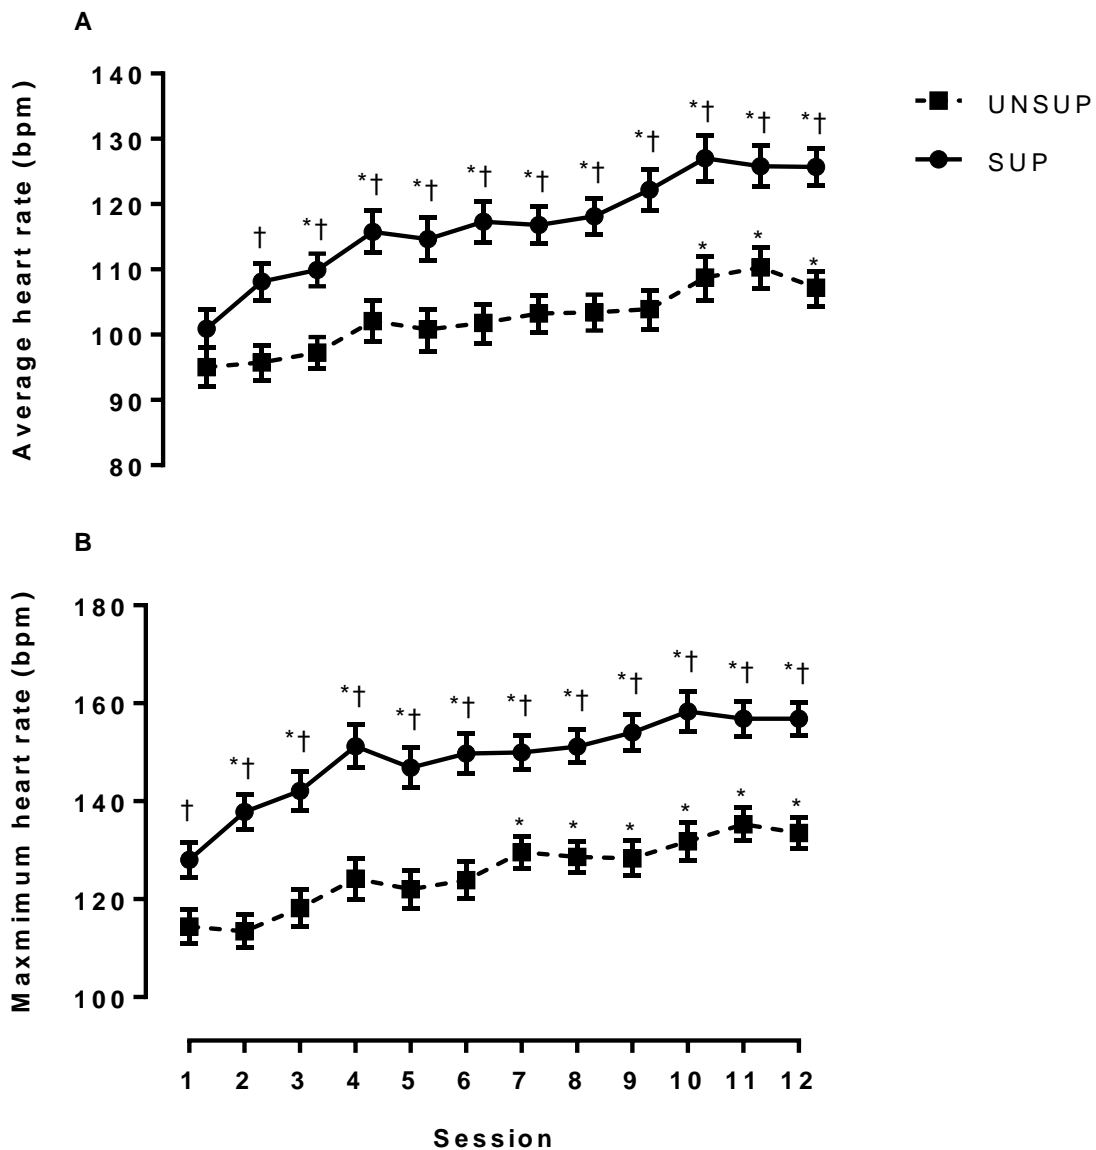 A
Average heart rate (bpm)
140
130
120
110
100
90
80
† *† *† *† *† *† *† *† *† *† *†
* * *
UNSUP
SUP
B
Maxmimum heart rate (bpm)
180
160
140
120
100
† *† *† *† *† *† *† *† *† *† *† *†
* * * * * *
1 2 3 4 5 6 7 8 9 10 11 12
Session